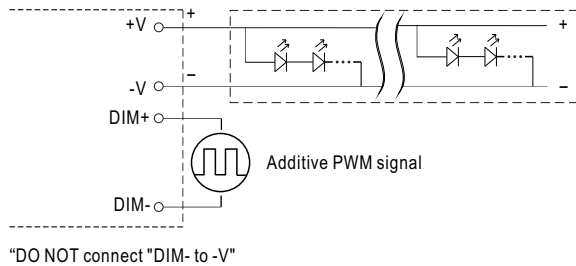 +V + +
-V − −
DIM+
Additive PWM signal
DIM-
“DO NOT connect "DIM- to -V"